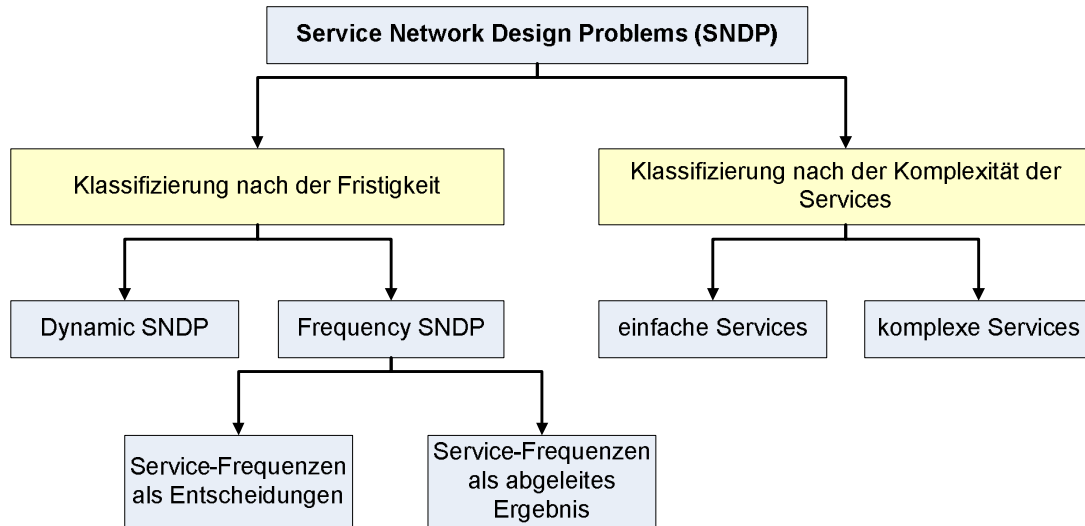 Service Network Design Problems (SNDP)
Klassifizierung nach der Fristigkeit
Klassifizierung nach der Komplexität der
Services
Dynamic SNDP
Frequency SNDP
einfache Services
komplexe Services
Service-Frequenzen
als Entscheidungen
Service-Frequenzen
als abgeleites
Ergebnis